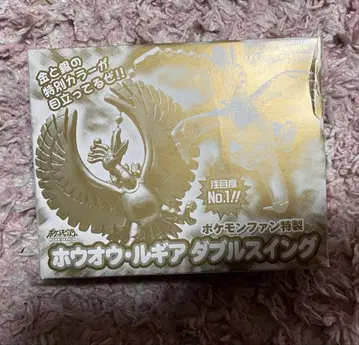 金と銀の
特別カラーが
目立ってるぜ!!
注目度
No.1!!
ポケモンファン特製
ホウオウ・ルギア ダブルスイング